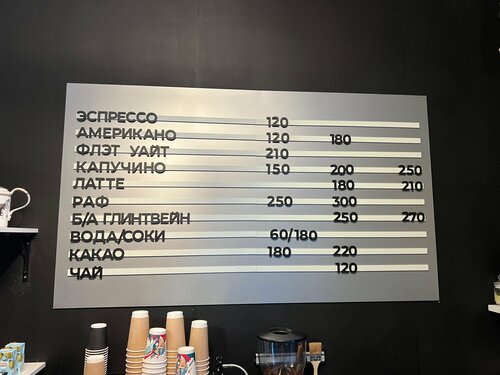 ЭСПРЕССО 120
АМЕРИКАНО 120 180
ФЛЭТ УАЙТ 210
КАПУЧИНО 150 200 250
ЛАТТЕ 180 210
РАФ 250 300
Б/А ГЛИНТВЕЙН 250 270
ВОДА/СОКИ 60/180
КАКАО 180 220
ЧАЙ 120